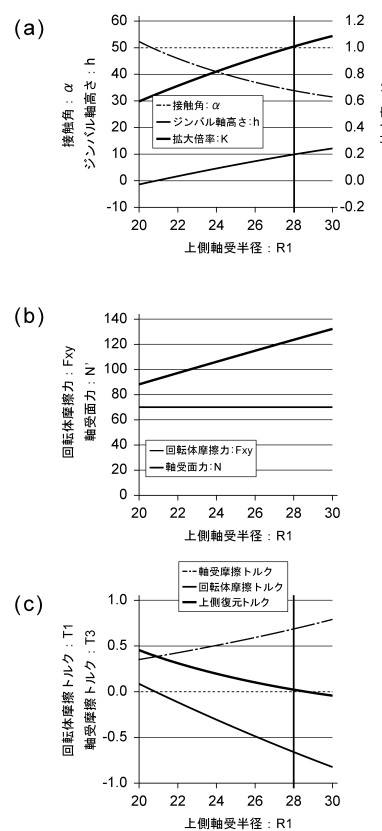 (a)
接触角：α
ジンバル軸高さ：h
60
50
40
30
20
10
0
-10
1.2
1.0
0.8
0.6
0.4
0.2
0.0
-0.2
接触角：α
ジンバル軸高さ：h
拡大倍率：K
20 22 24 26 28 30
上側軸受半径：R1
(b)
回転体摩擦力：Fxy
軸受面力：N'
140
120
100
80
60
40
20
0
回転体摩擦力：Fxy
軸受面力：N
20 22 24 26 28 30
上側軸受半径：R1
(c)
軸受摩擦トルク
回転体摩擦トルク
上側復元トルク
回転体摩擦トルク：T1
軸受摩擦トルク：T3
1.0
0.5
0.0
-0.5
-1.0
20 22 24 26 28 30
上側軸受半径：R1